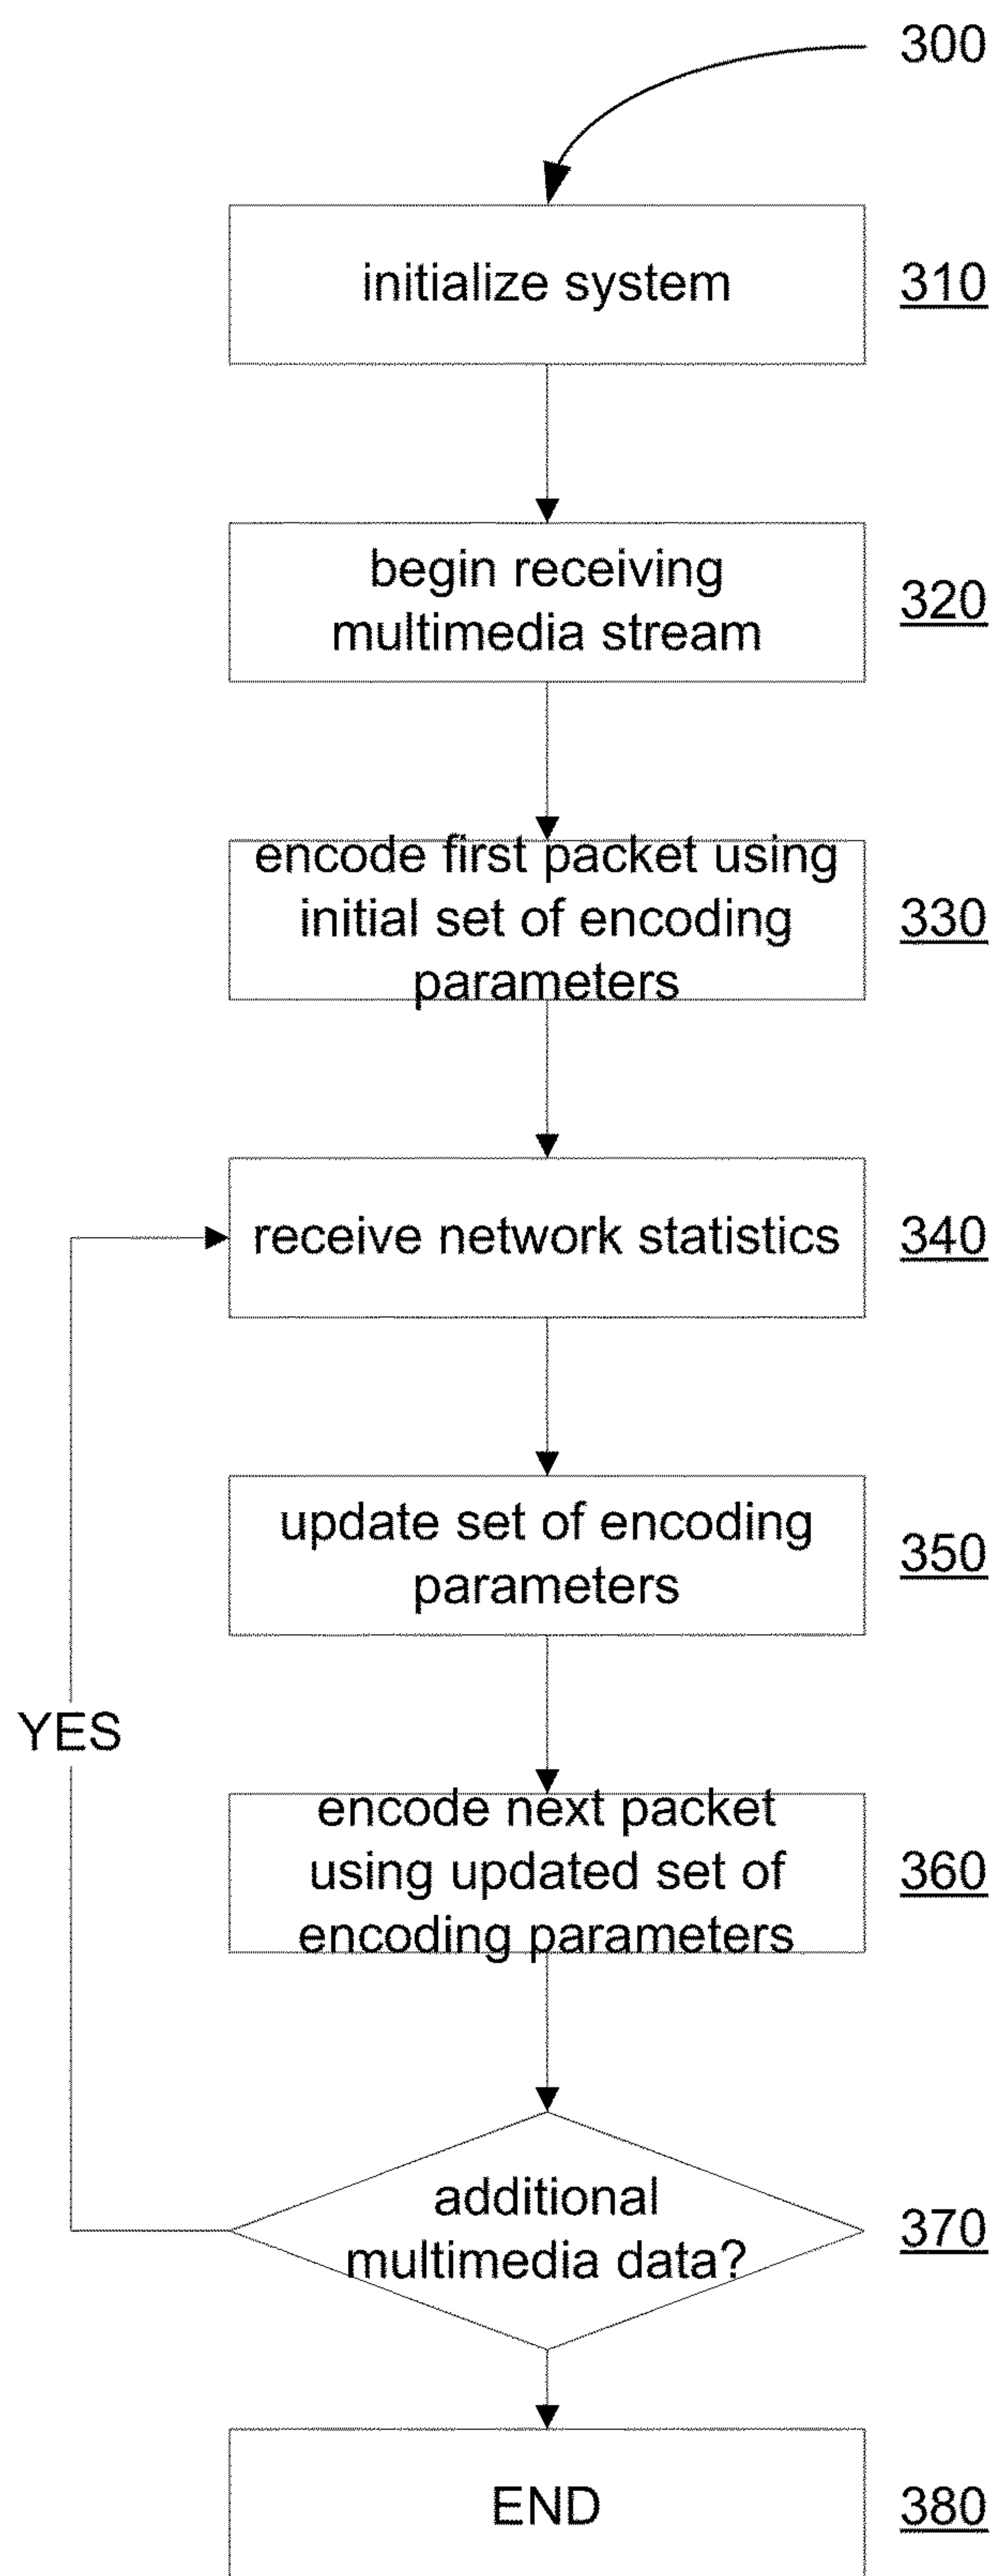 300
initialize system
310
begin receiving
multimedia stream
320
encode first packet using
initial set of encoding
parameters
330
receive network statistics
340
update set of encoding
parameters
350
YES
encode next packet
using updated set of
encoding parameters
360
additional
multimedia data?
370
END
380